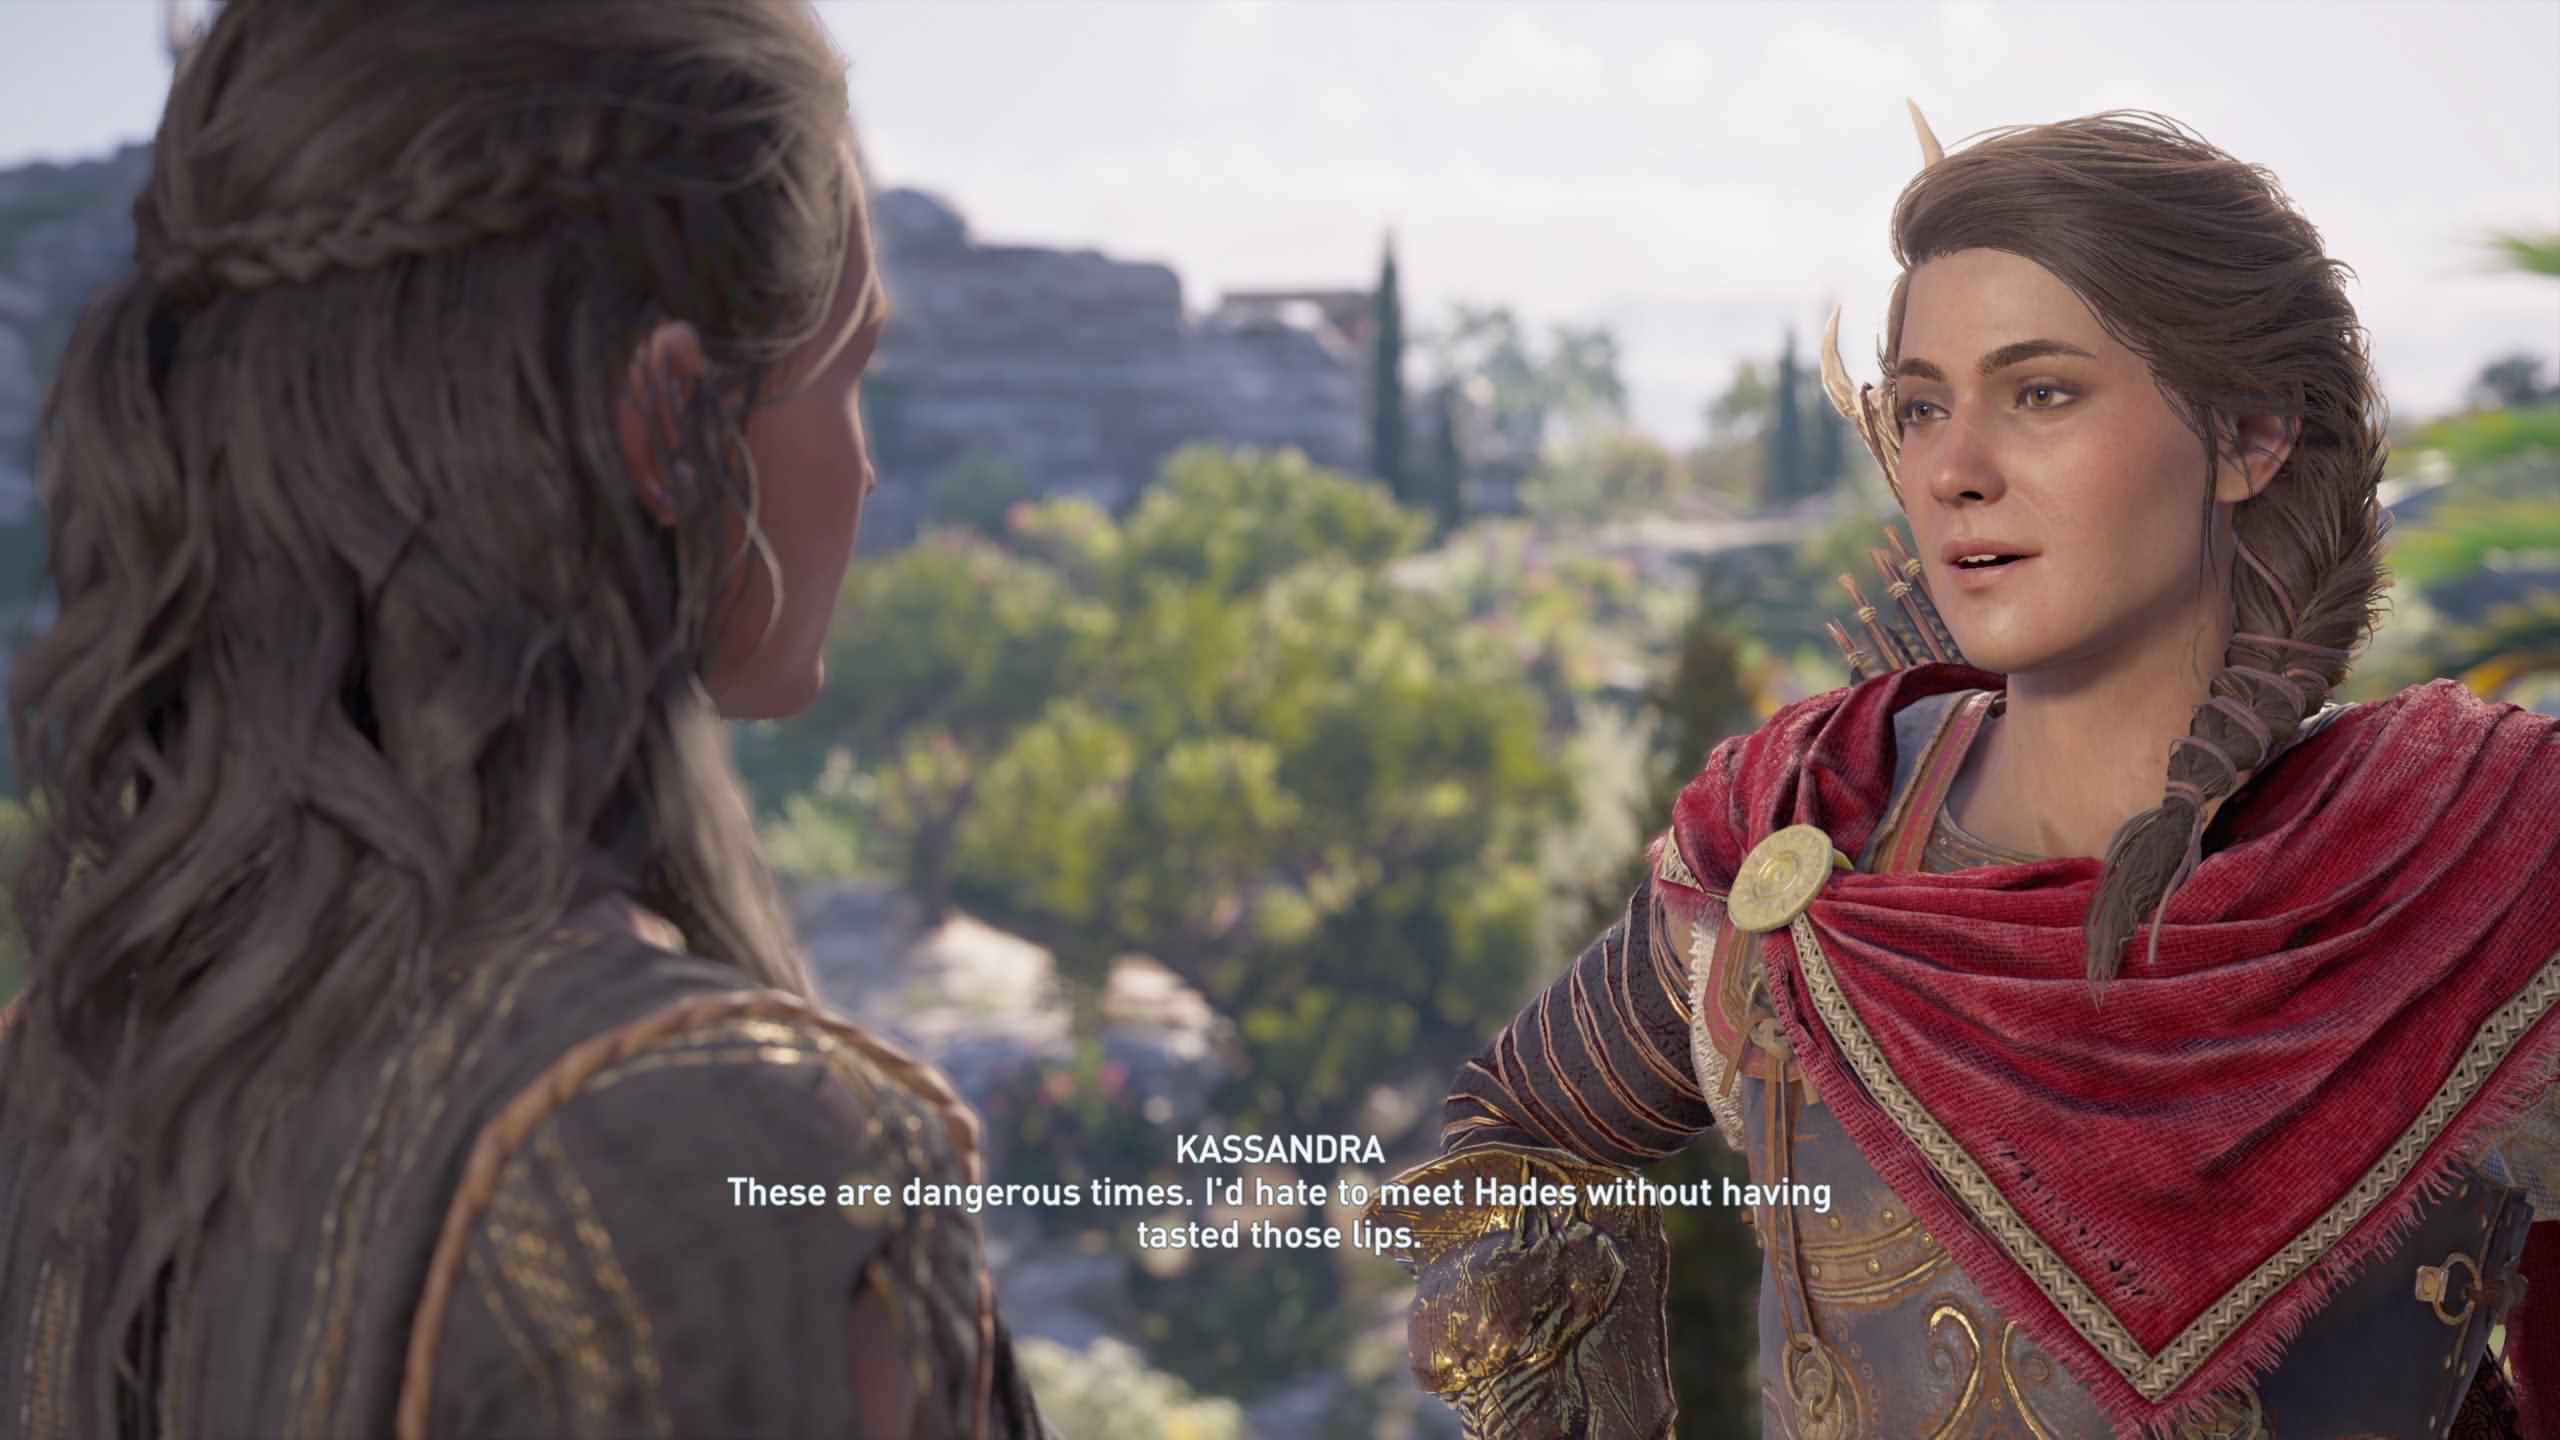 KASSANDRA
These are dangerous times. I'd hate to meet Hades without having
tasted those lips.